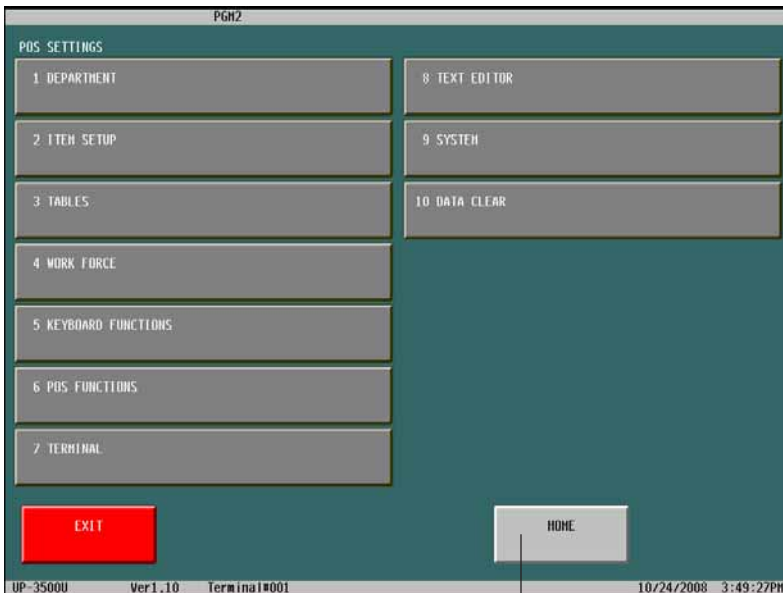 PGM2
POS SETTINGS
1 DEPARTMENT
2 ITEM SETUP
3 TABLES
4 WORK FORCE
5 KEYBOARD FUNCTIONS
6 POS FUNCTIONS
7 TERMINAL
8 TEXT EDITOR
9 SYSTEM
10 DATA CLEAR
EXIT
HOME
UP-3500U Ver1.10 Terminal#001 10/24/2008 3:49:27PM